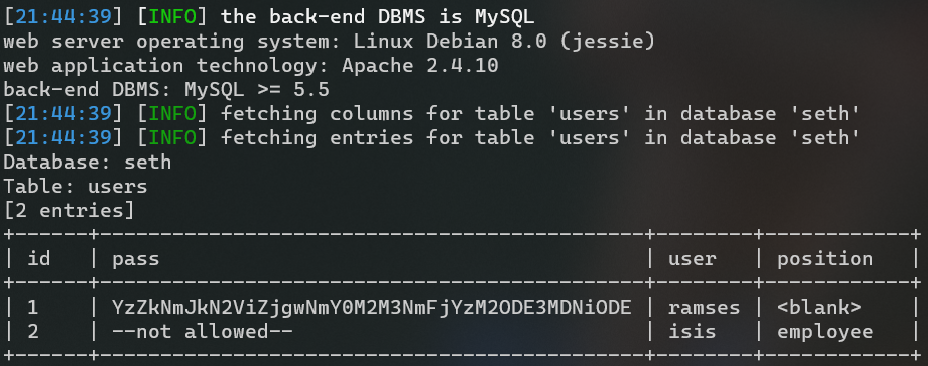 [21:44:39] [INFO] the back-end DBMS is MySQL
web server operating system: Linux Debian 8.0 (jessie)
web application technology: Apache 2.4.10
back-end DBMS: MySQL >= 5.5
[21:44:39] [INFO] fetching columns for table 'users' in database 'seth'
[21:44:39] [INFO] fetching entries for table 'users' in database 'seth'
Database: seth
Table: users
[2 entries]
+------+---------------------------------------------+--------+------------+
| id   | pass                                        | user   | position   |
+------+---------------------------------------------+--------+------------+
| 1    | YzZkNmJkN2ViZjgwNmY0M2M3NmFjYzM2ODE3MDNiODE | ramses | <blank>    |
| 2    | --not allowed--                             | isis   | employee   |
+------+---------------------------------------------+--------+------------+